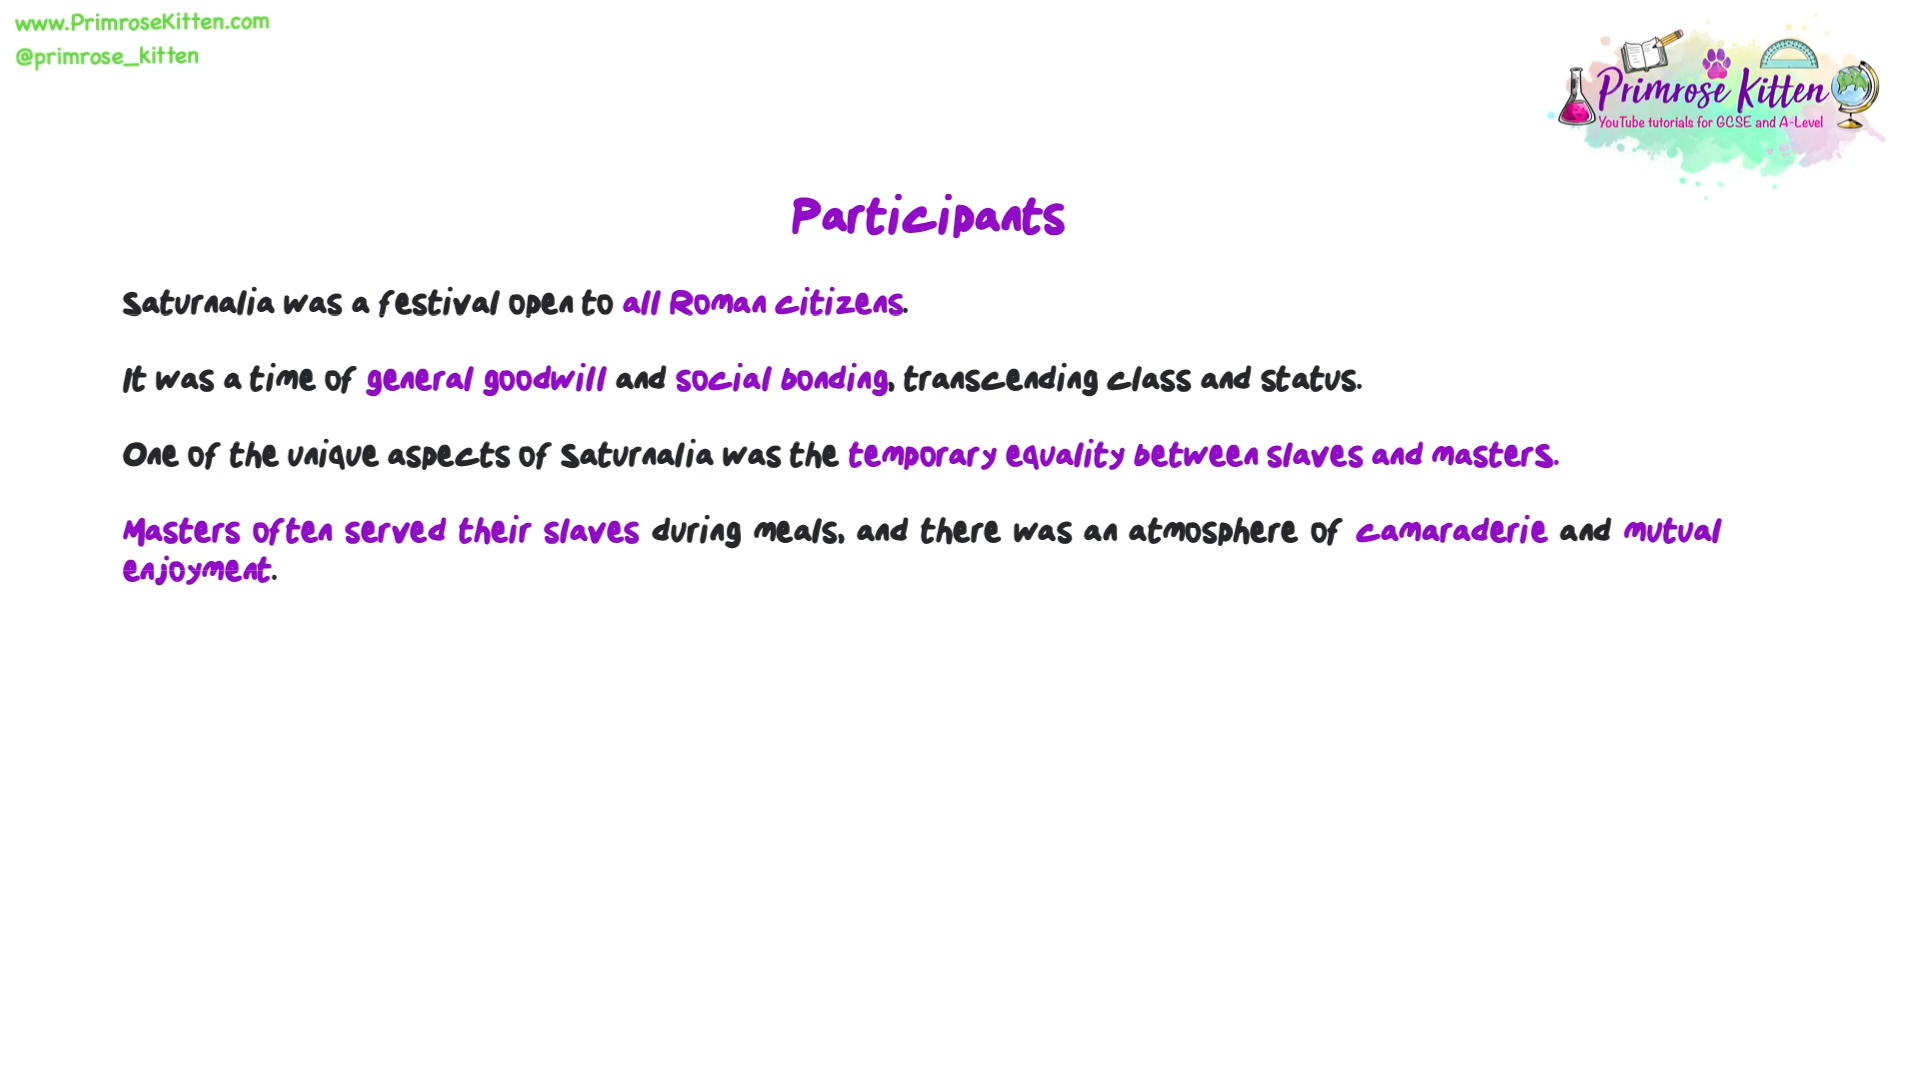 www.PrimroseKitten.com
@primrose_kitten
Primrose Kitten
YouTube tutorials for GCSE and A-Level
Participants
Saturnalia was a festival open to all Roman citizens.
It was a time of general goodwill and social bonding, transcending class and status.
One of the unique aspects of Saturnalia was the temporary equality between slaves and masters.
Masters often served their slaves during meals, and there was an atmosphere of camaraderie and mutual
enjoyment.